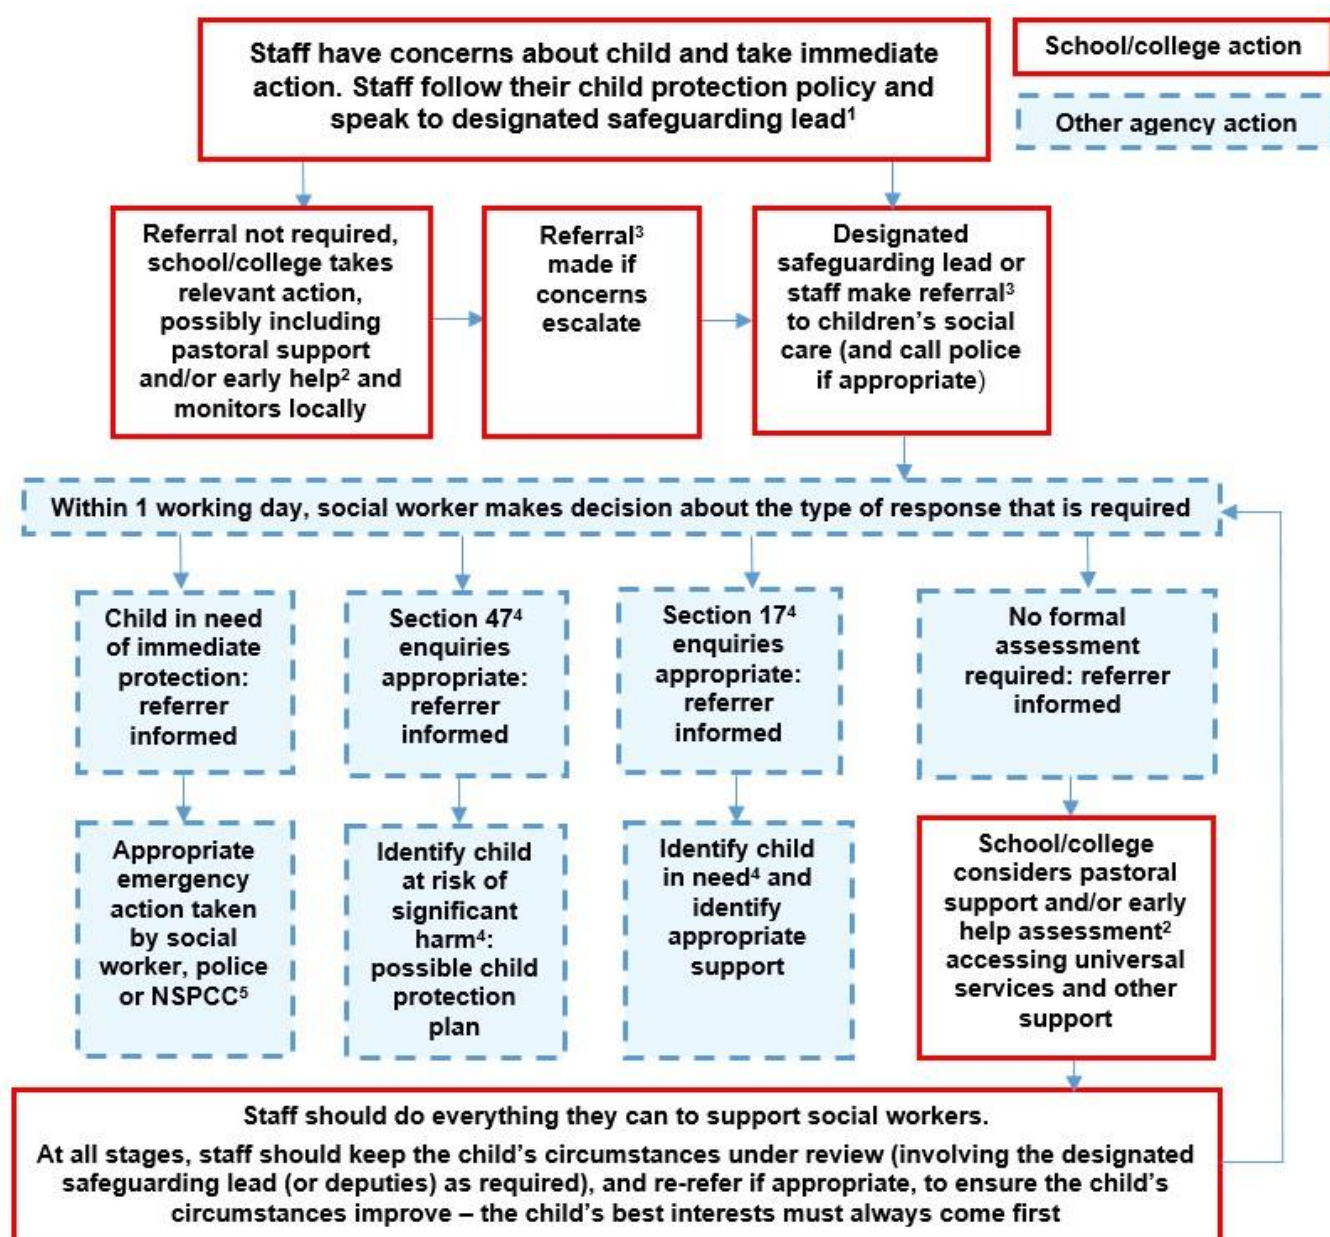 Staff have concerns about child and take immediate
action. Staff follow their child protection policy and
speak to designated safeguarding lead¹
School/college action
Other agency action
Referral not required,
school/college takes
relevant action,
possibly including
pastoral support
and/or early help² and
monitors locally
Referral³
made if
concerns
escalate
Designated
safeguarding lead or
staff make referral³
to children’s social
care (and call police
if appropriate)
Within 1 working day, social worker makes decision about the type of response that is required
Child in need
of immediate
protection:
referrer
informed
Section 47⁴
enquiries
appropriate:
referrer
informed
Section 17⁴
enquiries
appropriate:
referrer
informed
No formal
assessment
required: referrer
informed
Appropriate
emergency
action taken
by social
worker, police
or NSPCC⁵
Identify child
at risk of
significant
harm⁴:
possible child
protection
plan
Identify child
in need⁴ and
identify
appropriate
support
School/college
considers pastoral
support and/or early
help assessment²
accessing universal
services and other
support
Staff should do everything they can to support social workers.
At all stages, staff should keep the child’s circumstances under review (involving the designated
safeguarding lead (or deputies) as required), and re-refer if appropriate, to ensure the child’s
circumstances improve – the child’s best interests must always come first